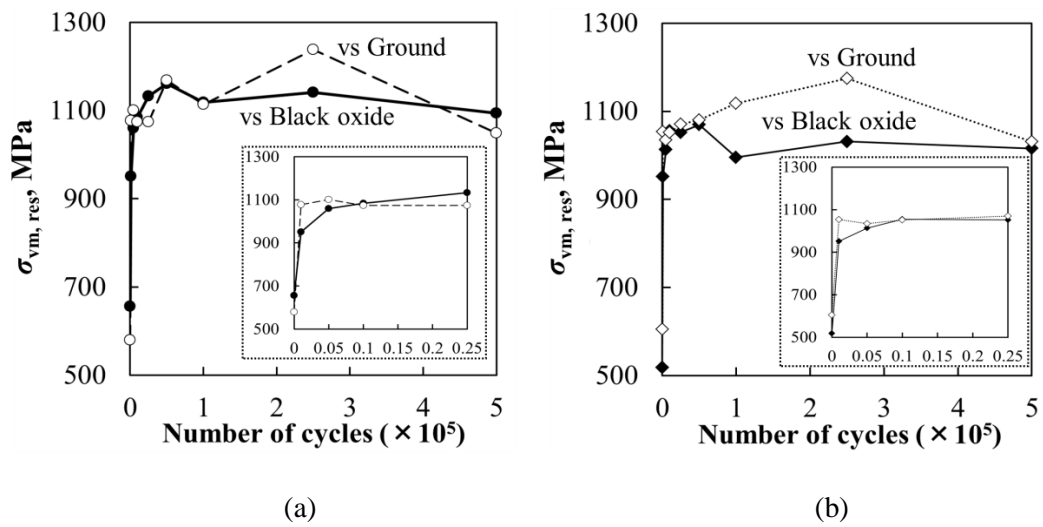 1300
1100
900
700
500
σvm, res, MPa
vs Ground
vs Black oxide
1300
1100
900
700
500
0 0.05 0.1 0.15 0.2 0.25
0 1 2 3 4 5
Number of cycles (×10⁵)
(a)
1300
1100
900
700
500
σvm, res, MPa
vs Ground
vs Black oxide
1300
1100
900
700
500
0 0.05 0.1 0.15 0.2 0.25
0 1 2 3 4 5
Number of cycles (×10⁵)
(b)